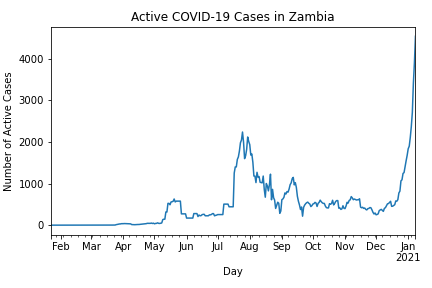 Active COVID-19 Cases in Zambia
Number of Active Cases
4000
3000
2000
1000
0
Feb Mar Apr May Jun Jul Aug Sep Oct Nov Dec Jan
2021
Day